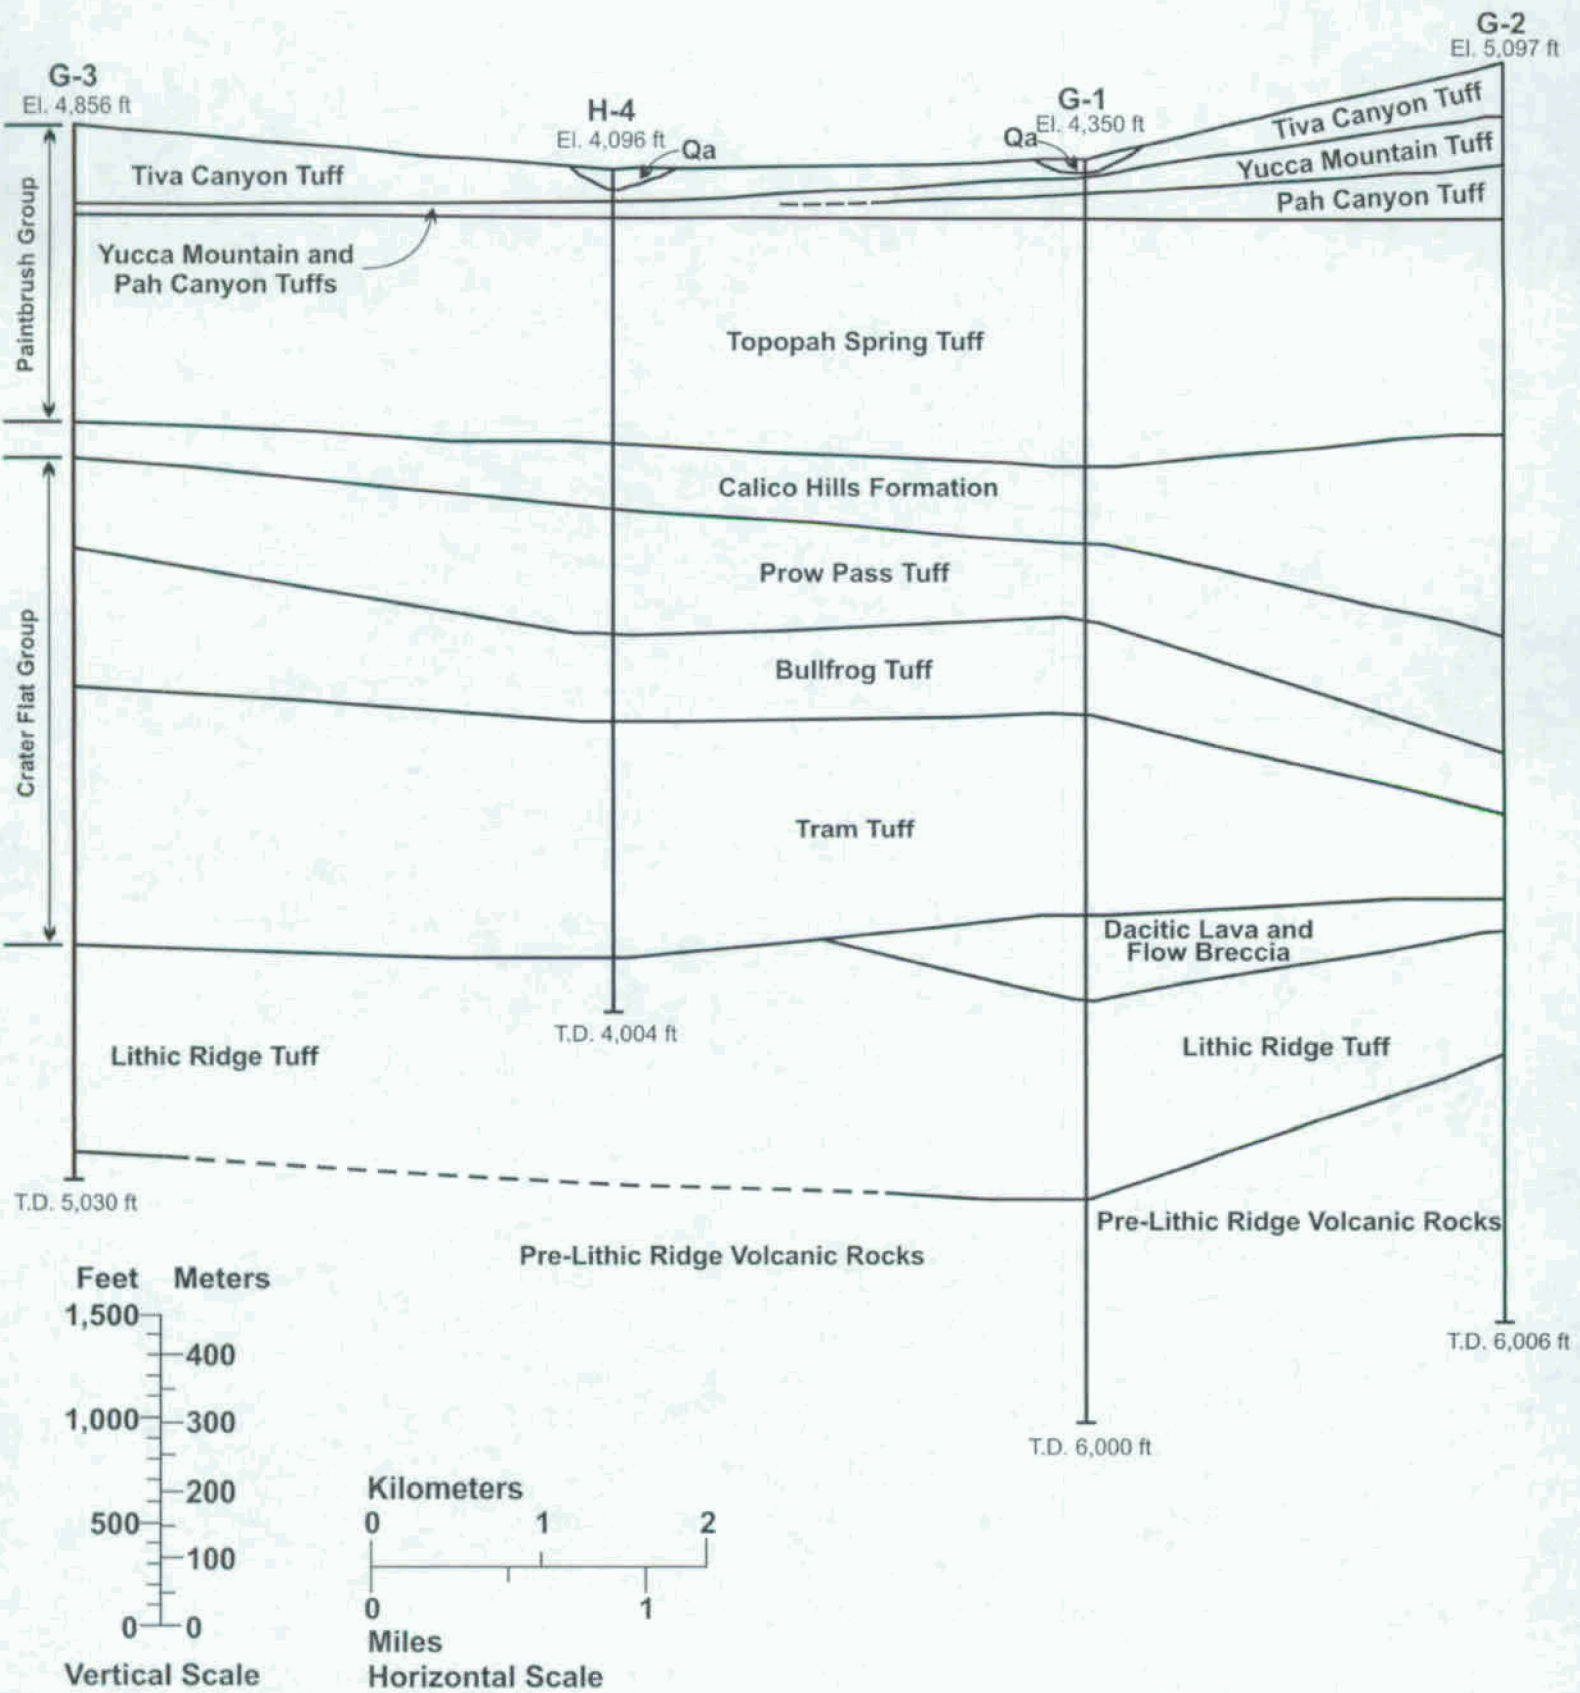 G-2
El. 5,097 ft
G-3
El. 4,856 ft
H-4
El. 4,096 ft
Qa
G-1
El. 4,350 ft
Qa
Tiva Canyon Tuff
Tiva Canyon Tuff
Yucca Mountain Tuff
Pah Canyon Tuff
Paintbrush Group
Yucca Mountain and
Pah Canyon Tuffs
Topopah Spring Tuff
Calico Hills Formation
Prow Pass Tuff
Crater Flat Group
Bullfrog Tuff
Tram Tuff
Dacitic Lava and
Flow Breccia
T.D. 4,004 ft
Lithic Ridge Tuff
Lithic Ridge Tuff
T.D. 5,030 ft
Pre-Lithic Ridge Volcanic Rocks
Pre-Lithic Ridge Volcanic Rocks
T.D. 6,006 ft
T.D. 6,000 ft
Feet Meters
1,500
400
1,000 300
200
500
100
0 0
Vertical Scale
Kilometers
0 1 2
0 1
Miles
Horizontal Scale